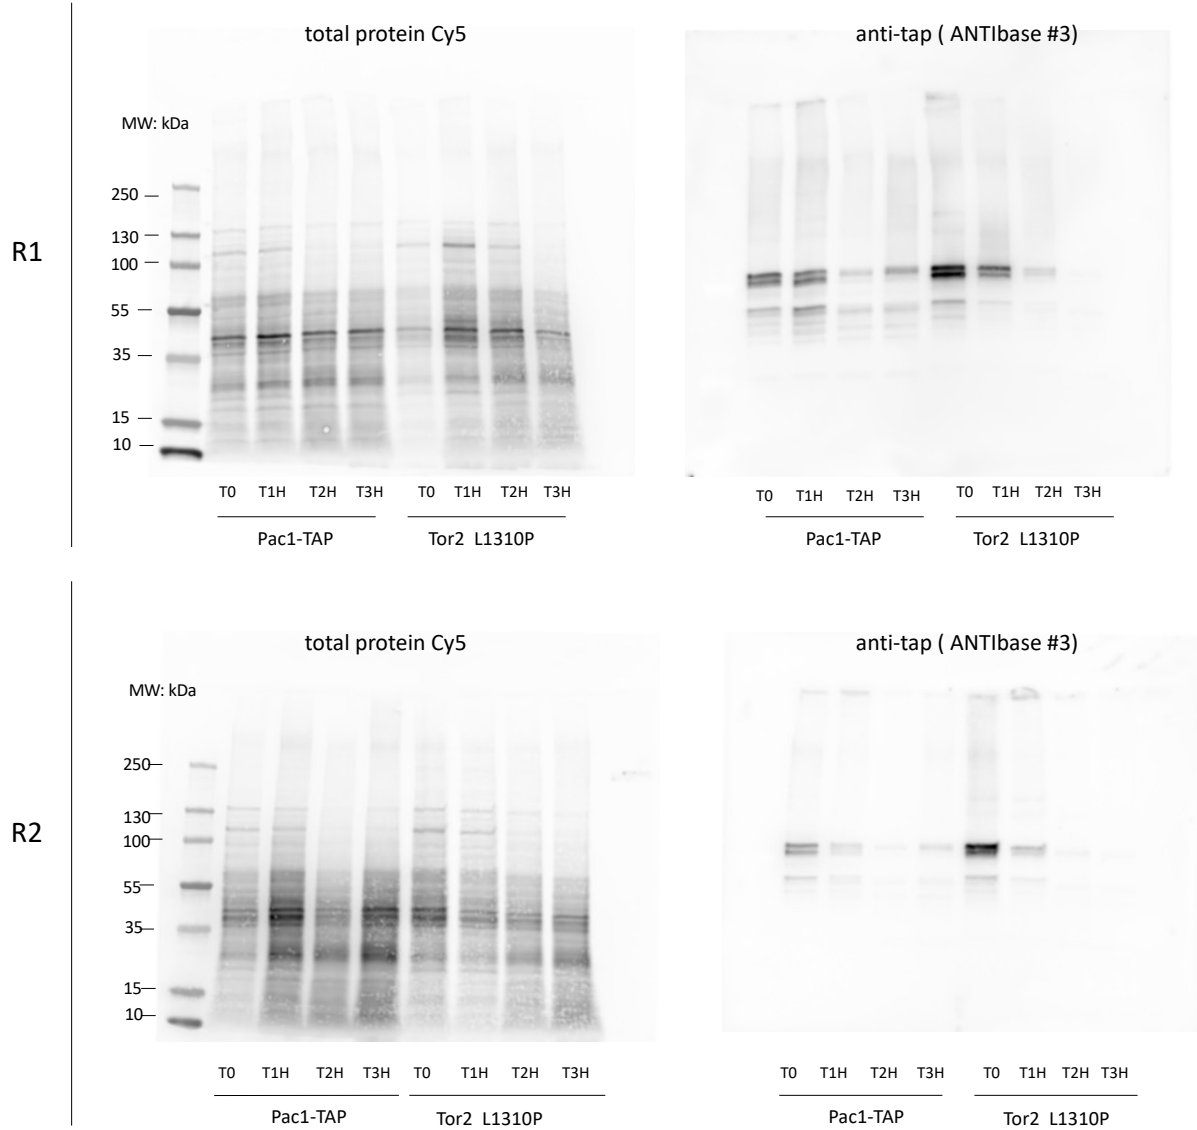 total protein Cy5
anti-tap ( ANTIbase #3)
MW: kDa
250
130
100
55
35
15
10
R1
T0 T1H T2H T3H T0 T1H T2H T3H
Pac1-TAP Tor2 L1310P
T0 T1H T2H T3H T0 T1H T2H T3H
Pac1-TAP Tor2 L1310P
total protein Cy5
anti-tap ( ANTIbase #3)
MW: kDa
250
130
100
55
35
15
10
R2
T0 T1H T2H T3H T0 T1H T2H T3H
Pac1-TAP Tor2 L1310P
T0 T1H T2H T3H T0 T1H T2H T3H
Pac1-TAP Tor2 L1310P